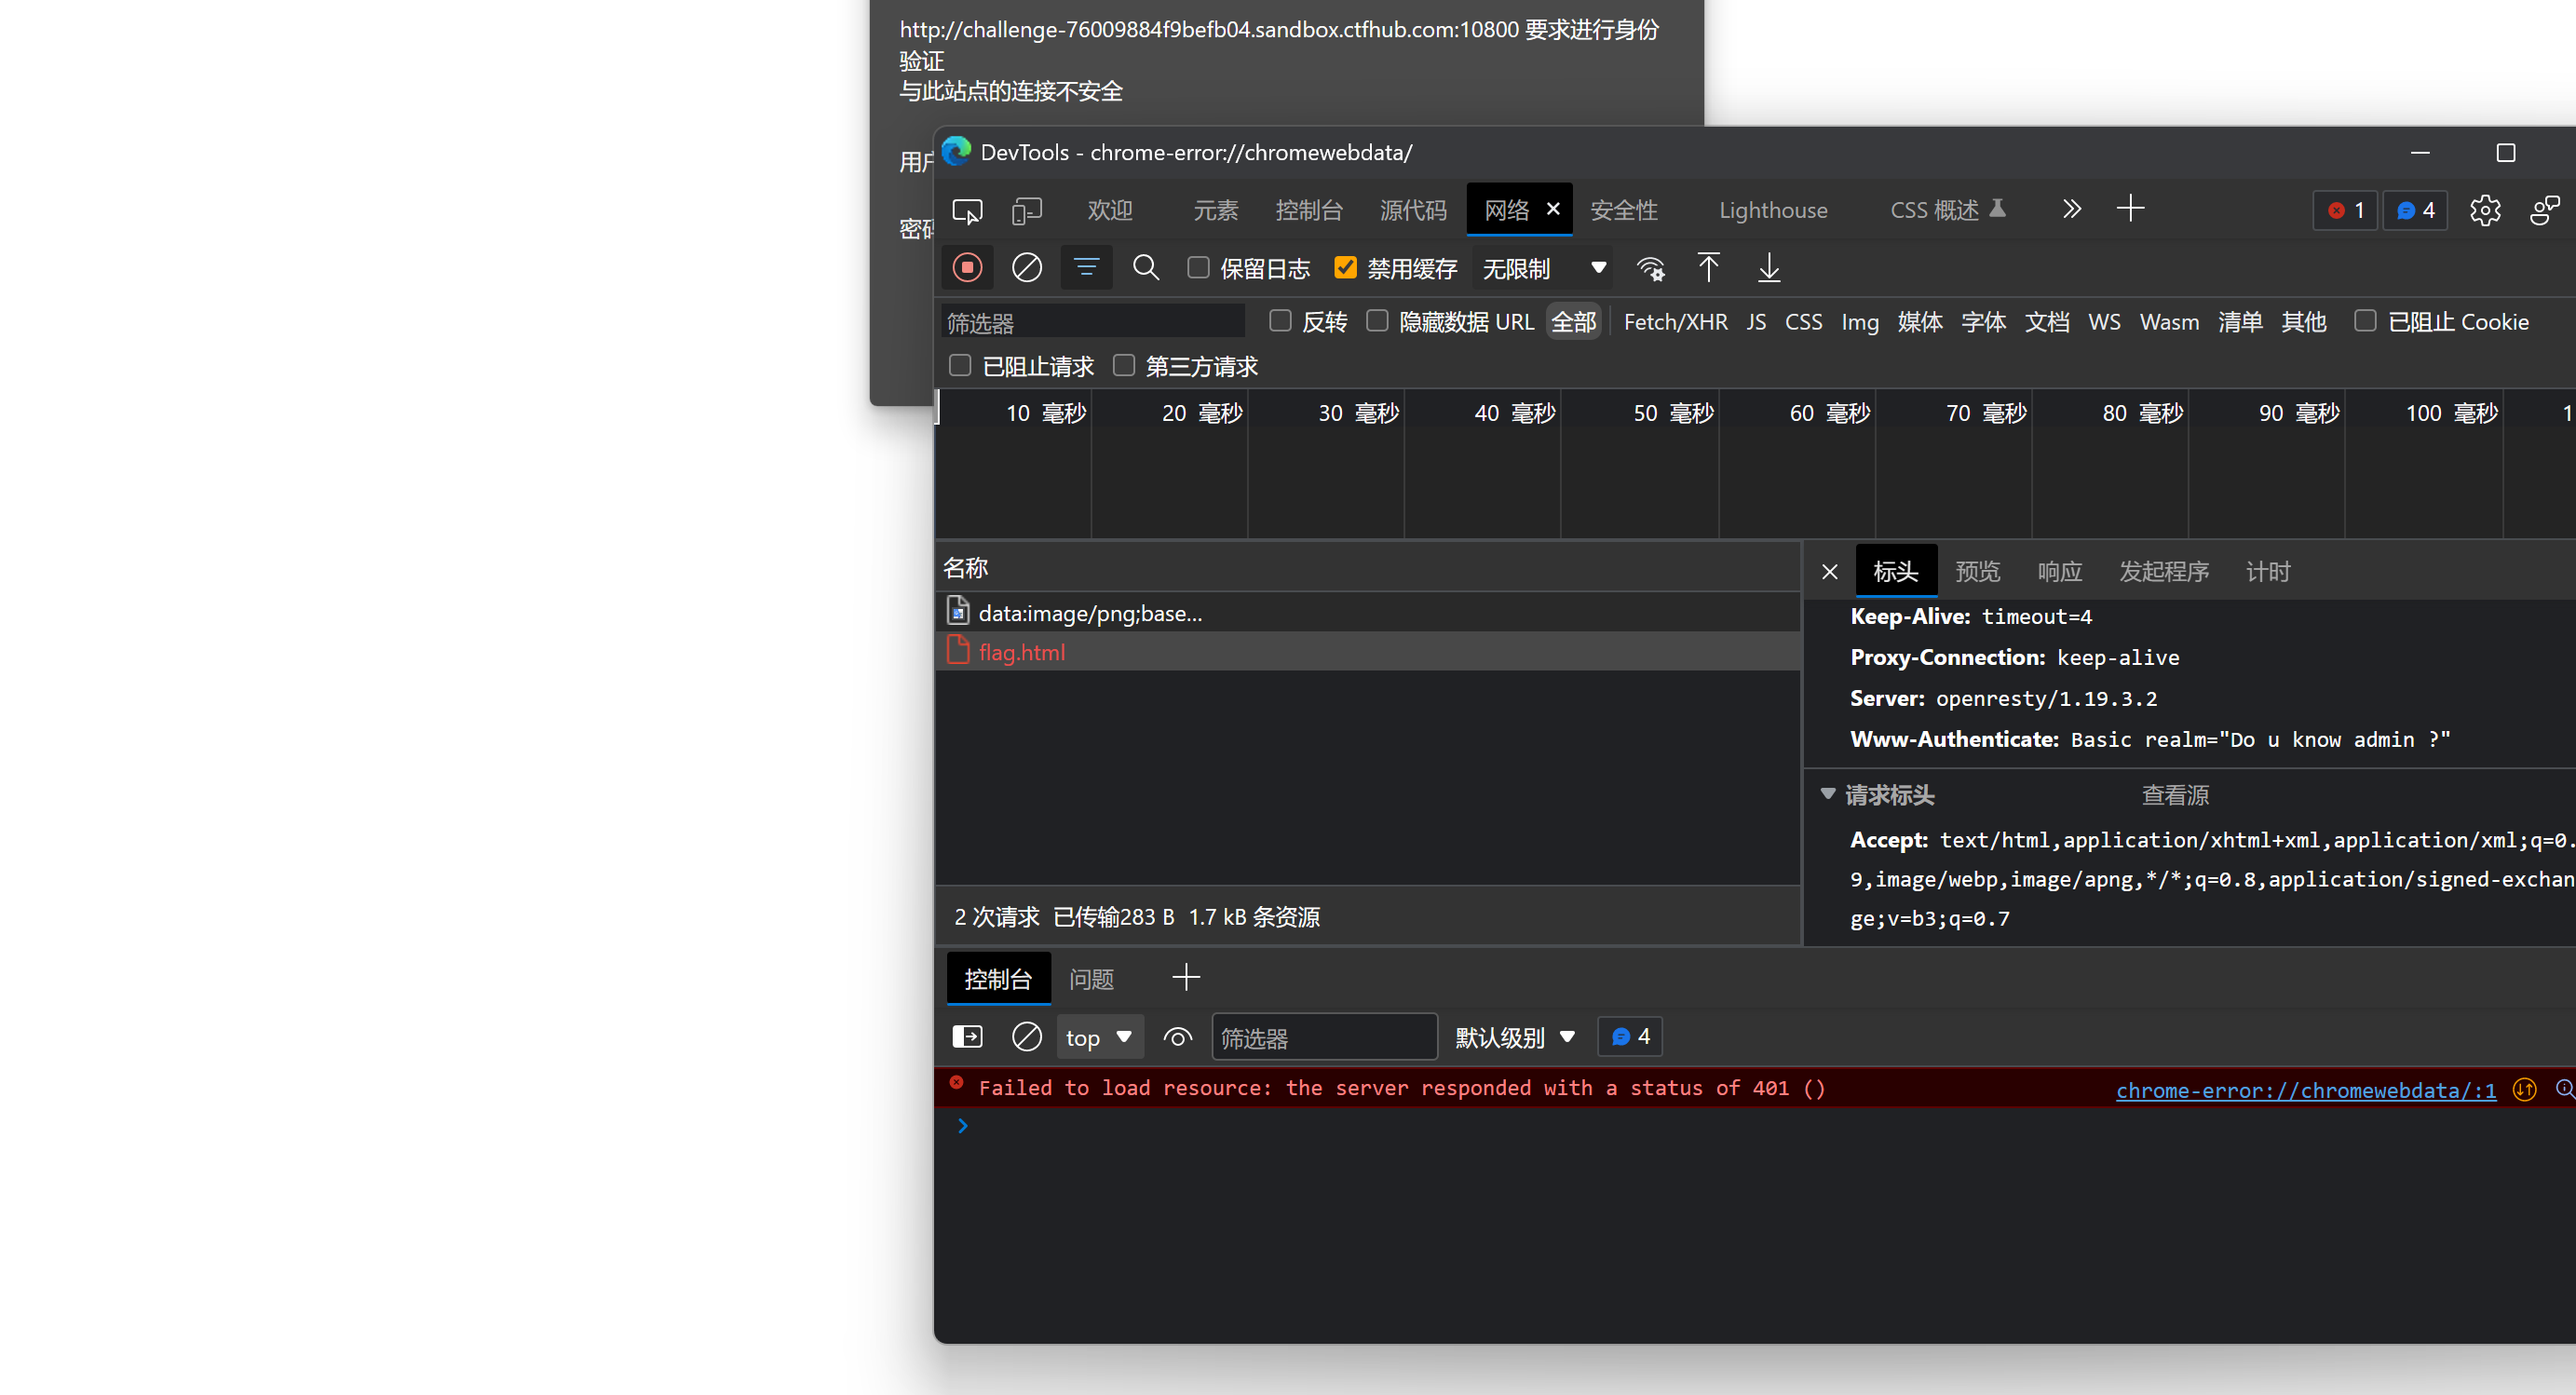 http://challenge-76009884f9befb04.sandbox.ctfhub.com:10800 要求进行身份
验证
与此站点的连接不安全
用户
密码
DevTools - chrome-error://chromewebdata/
欢迎 元素 控制台 源代码 网络 安全性 Lighthouse CSS 概述 1 4
保留日志 禁用缓存 无限制
筛选器 反转 隐藏数据 URL 全部 Fetch/XHR JS CSS Img 媒体 字体 文档 WS Wasm 清单 其他 已阻止 Cookie
已阻止请求 第三方请求
10 毫秒 20 毫秒 30 毫秒 40 毫秒 50 毫秒 60 毫秒 70 毫秒 80 毫秒 90 毫秒 100 毫秒 1
名称
data:image/png;base...
flag.html
2 次请求 已传输283 B 1.7 kB 条资源
标头 预览 响应 发起程序 计时
Keep-Alive: timeout=4
Proxy-Connection: keep-alive
Server: openresty/1.19.3.2
Www-Authenticate: Basic realm="Do u know admin ?"
请求标头 查看源
Accept: text/html,application/xhtml+xml,application/xml;q=0.
9,image/webp,image/apng,*/*;q=0.8,application/signed-exchan
ge;v=b3;q=0.7
控制台 问题
top 筛选器 默认级别 4
Failed to load resource: the server responded with a status of 401 () chrome-error://chromewebdata/:1